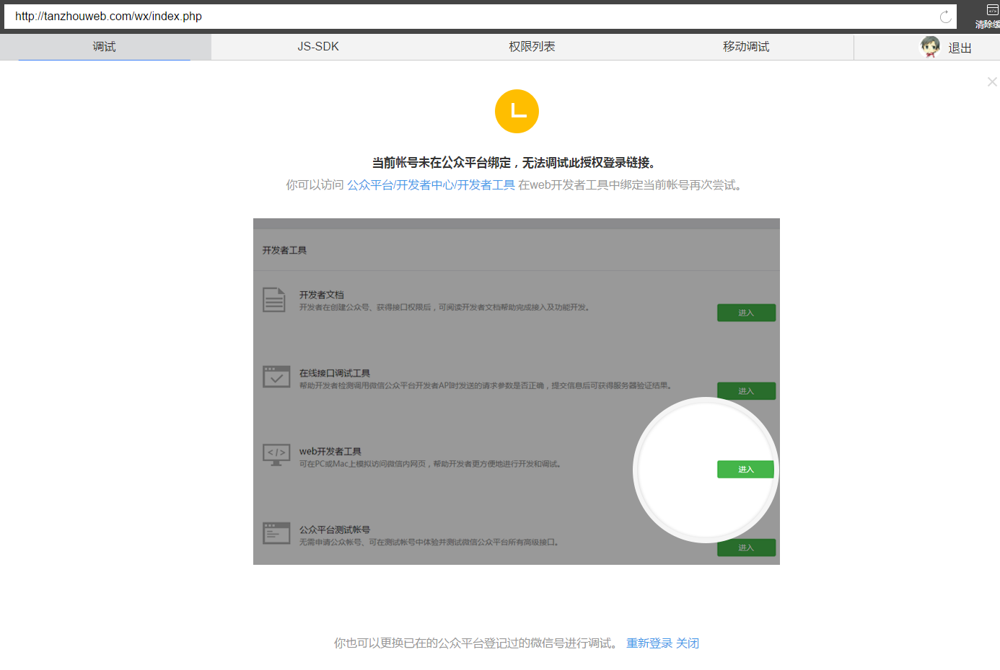 http://tanzhouweb.com/wx/index.php
清除缓
调试 JS-SDK 权限列表 移动调试 退出
当前帐号未在公众平台绑定，无法调试此授权登录链接。
你可以访问 公众平台/开发者中心/开发者工具 在web开发者工具中绑定当前帐号再次尝试。
开发者工具
开发者文档
开发者在创建公众号、获得接口权限后，可阅读开发者文档帮助完成接入及功能开发。
进入
在线接口调试工具
帮助开发者检测调用微信公众平台开发者API时发送的请求参数是否正确，提交信息后可获得服务器验证结果。
进入
web开发者工具
可在PC或Mac上模拟访问微信内网页，帮助开发者更方便地进行开发和调试。
进入
公众平台测试帐号
无需申请公众帐号、可在测试帐号中体验并测试微信公众平台所有高级接口。
进入
你也可以更换已在的公众平台登记过的微信号进行调试。 重新登录 关闭